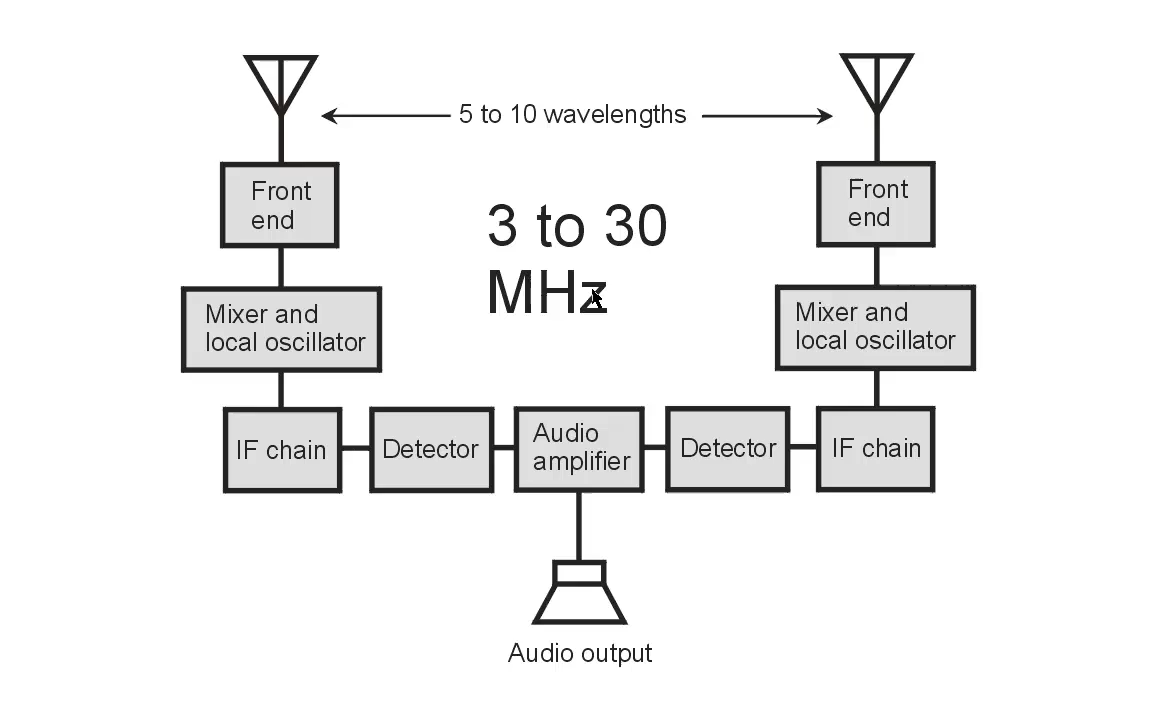 5 to 10 wavelengths
Front
end
Front
end
3 to 30
MHz
Mixer and
local oscillator
Mixer and
local oscillator
IF chain
Detector
Audio
amplifier
Detector
IF chain
Audio output